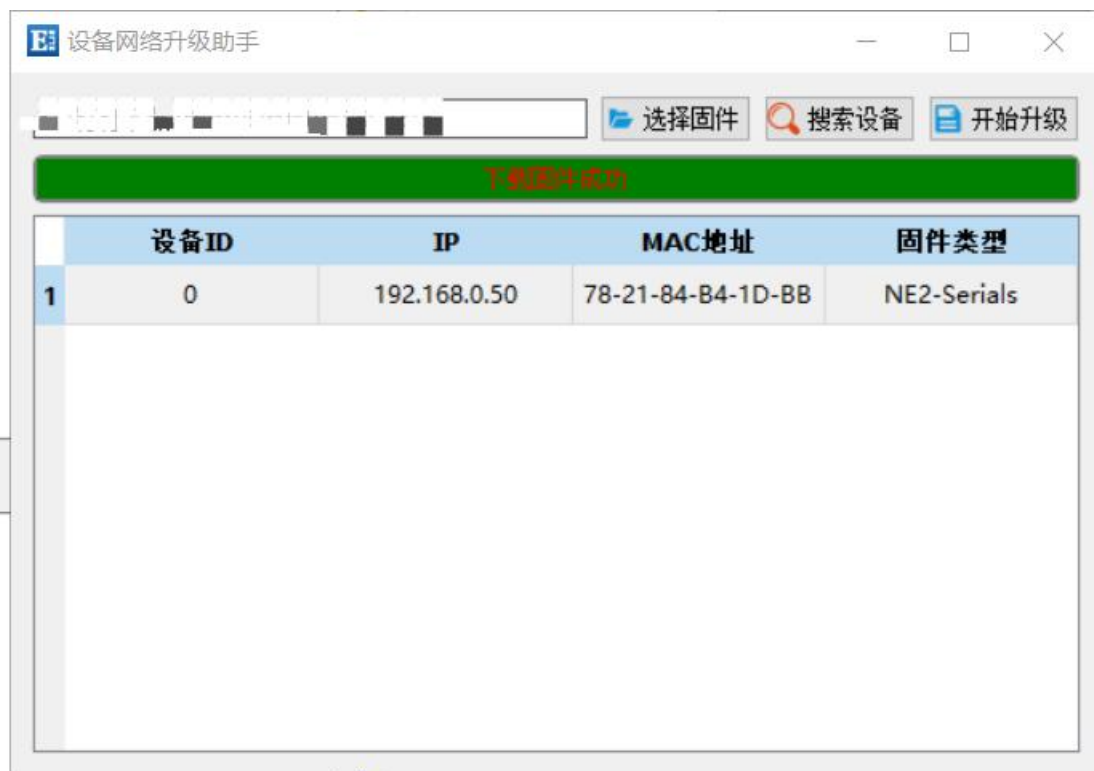 设备网络升级助手
选择固件 搜索设备 开始升级
下载固件成功
设备ID IP MAC地址 固件类型
1 0 192.168.0.50 78-21-84-B4-1D-BB NE2-Serials